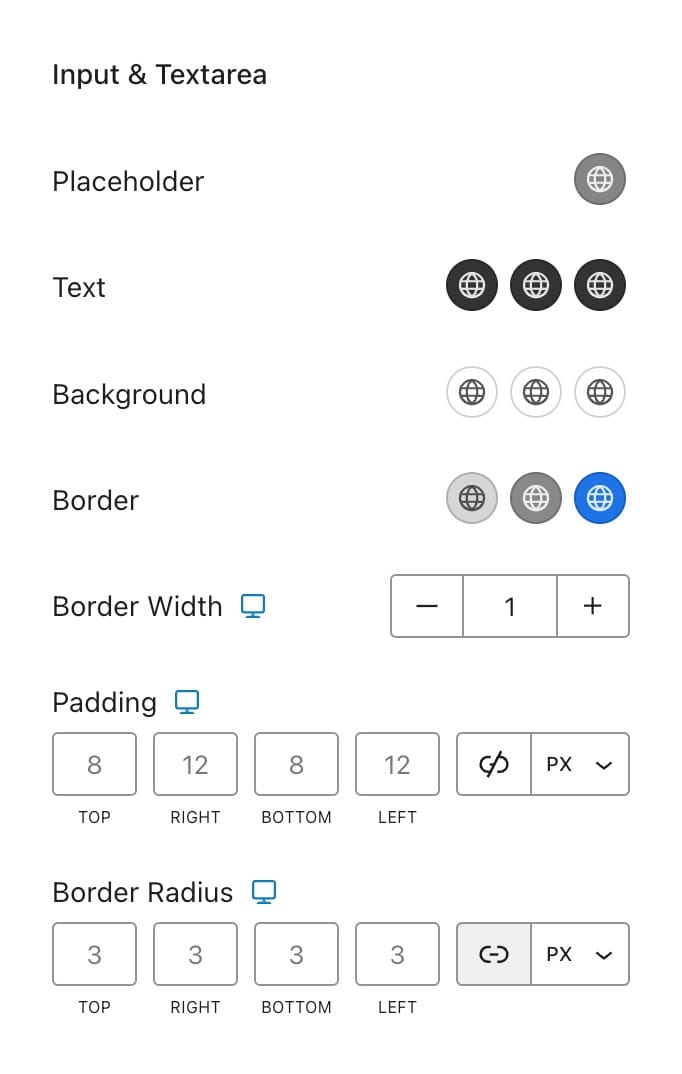 Input & Textarea
Placeholder
Text
Background
Border
Border Width 1
Padding
8 12 8 12 PX
TOP RIGHT BOTTOM LEFT
Border Radius
3 3 3 3 PX
TOP RIGHT BOTTOM LEFT